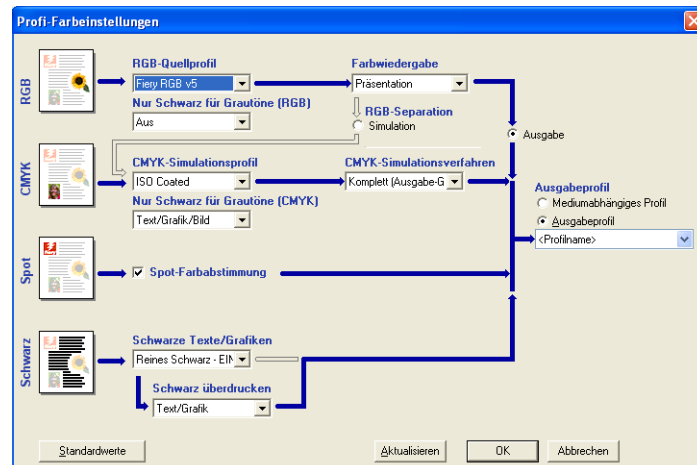 Profi-Farbeinstellungen
RGB
RGB-Quellprofil
Fiery RGB v5
Nur Schwarz für Grautöne (RGB)
Aus
Farbwiedergabe
Präsentation
RGB-Separation
Simulation
Ausgabe
CMYK
CMYK-Simulationsprofil
ISO Coated
Nur Schwarz für Grautöne (CMYK)
Text/Grafik/Bild
CMYK-Simulationsverfahren
Komplett (Ausgabe-G
Ausgabeprofil
Mediumabhängiges Profil
Ausgabeprofil
<Profilname>
Spot
Spot-Farbabstimmung
Schwarz
Schwarze Texte/Grafiken
Reines Schwarz - EIN
Schwarz überdrucken
Text/Grafik
Standardwerte
Aktualisieren
OK
Abbrechen